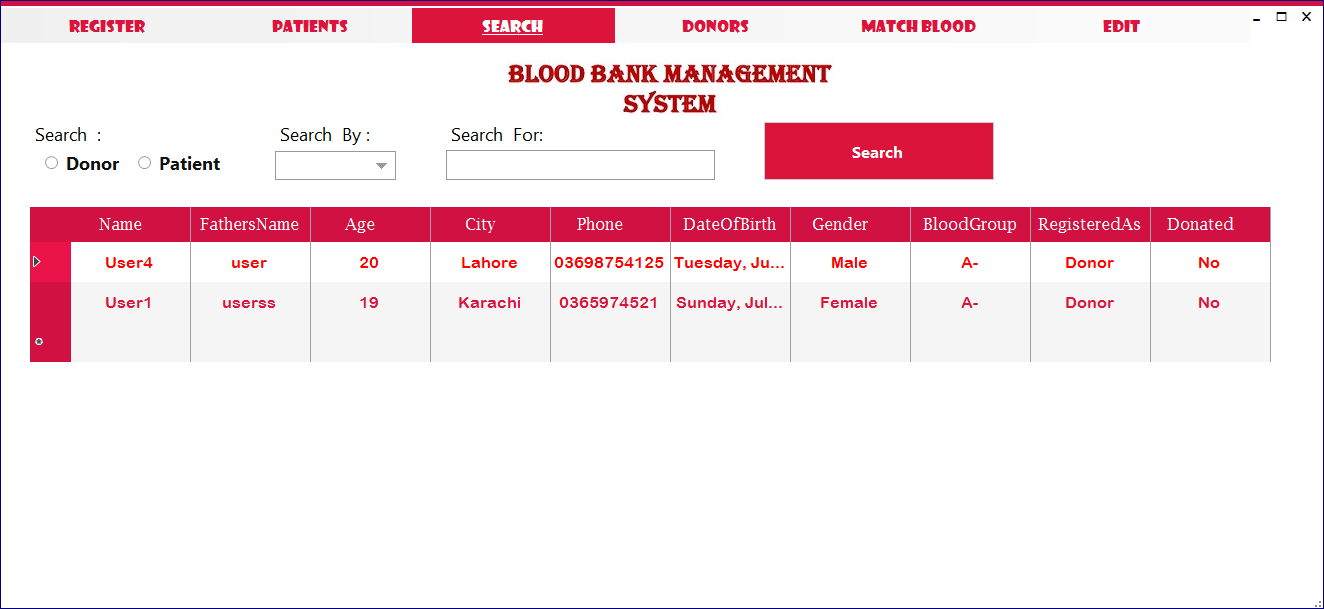 REGISTER PATIENTS SEARCH DONORS MATCH BLOOD EDIT
BLOOD BANK MANAGEMENT
SYSTEM
Search : Search By : Search For:
Donor Patient Search
Name FathersName Age City Phone DateOfBirth Gender BloodGroup RegisteredAs Donated
User4 user 20 Lahore 03698754125 Tuesday, Ju... Male A- Donor No
User1 userss 19 Karachi 0365974521 Sunday, Jul... Female A- Donor No